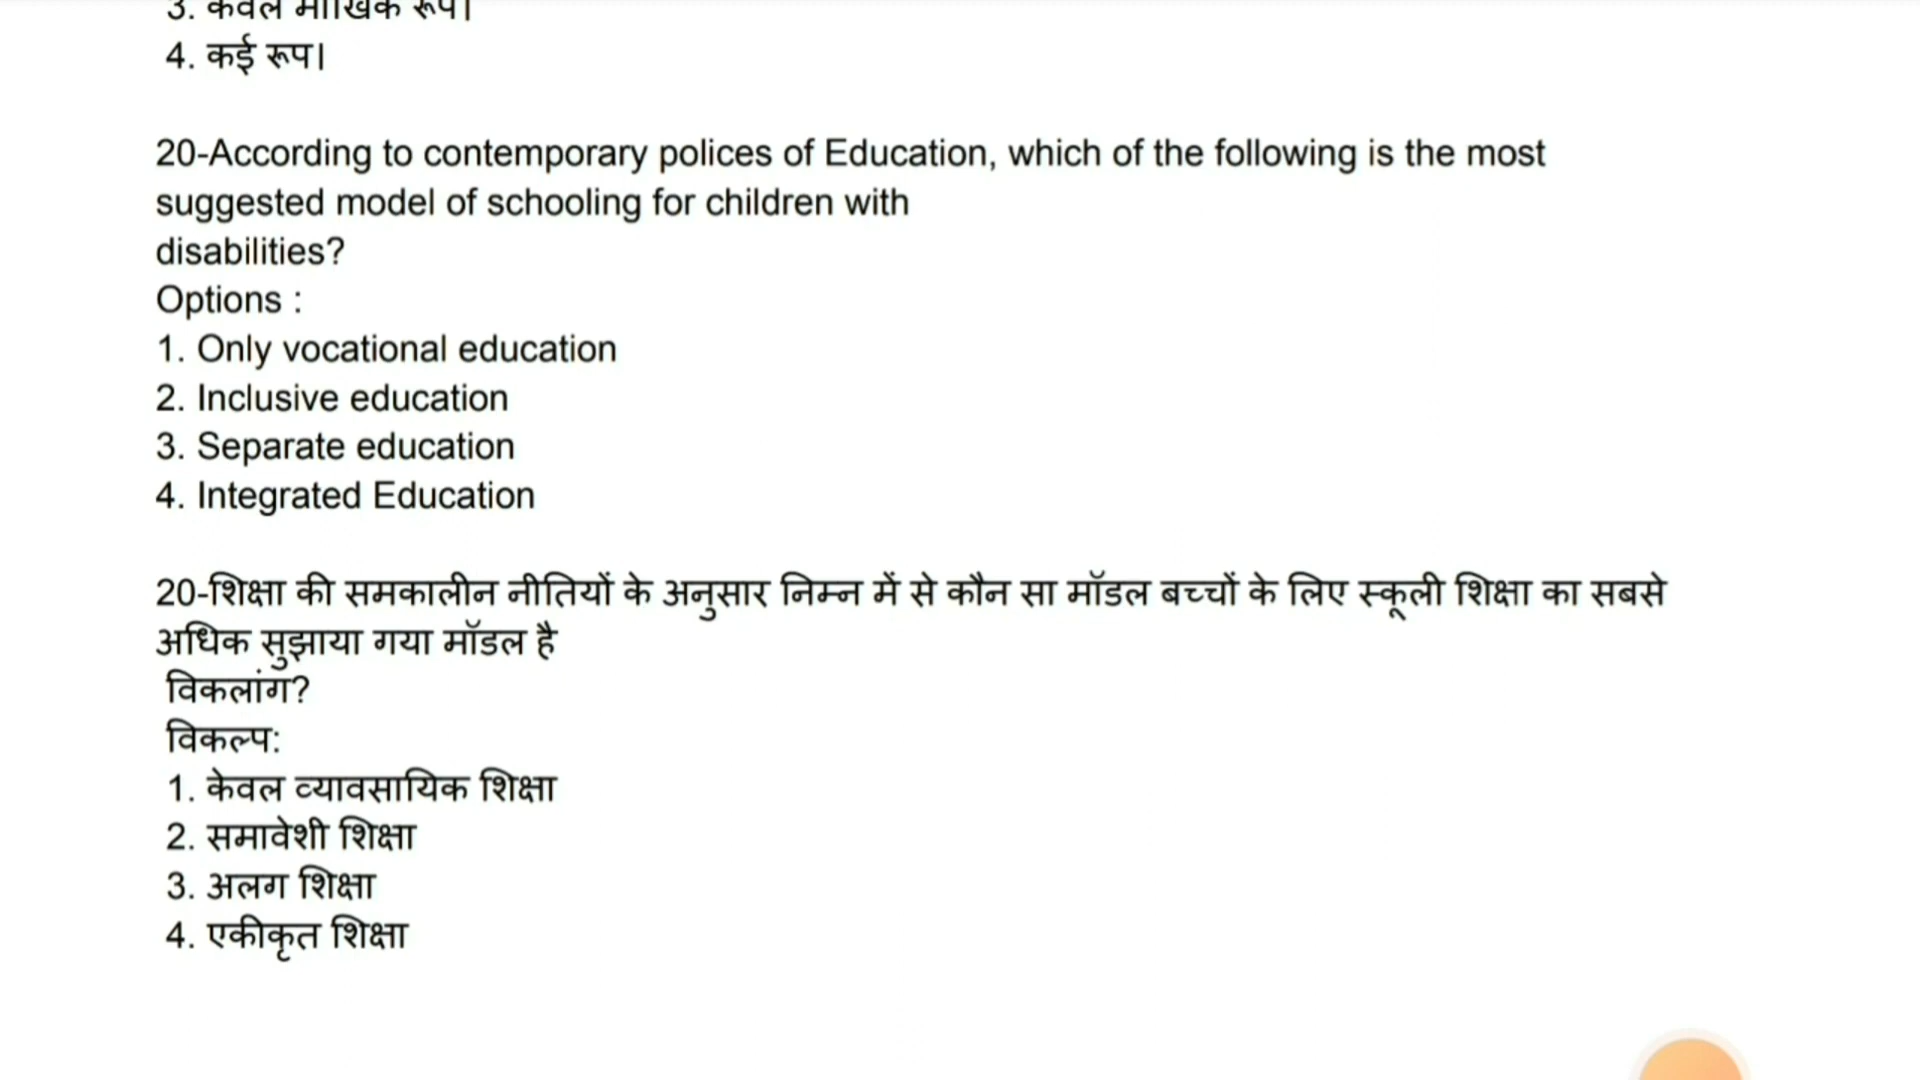 3. केवल मौखिक रूप।
4. कई रूप।
20-According to contemporary polices of Education, which of the following is the most
suggested model of schooling for children with
disabilities?
Options :
1. Only vocational education
2. Inclusive education
3. Separate education
4. Integrated Education
20-शिक्षा की समकालीन नीतियों के अनुसार निम्न में से कौन सा मॉडल बच्चों के लिए स्कूली शिक्षा का सबसे
अधिक सुझाया गया मॉडल है
विकलांग?
विकल्प:
1. केवल व्यावसायिक शिक्षा
2. समावेशी शिक्षा
3. अलग शिक्षा
4. एकीकृत शिक्षा